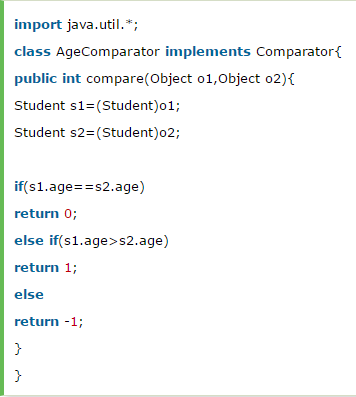 import java.util.*;
class AgeComparator implements Comparator{
public int compare(Object o1,Object o2){
Student s1=(Student)o1;
Student s2=(Student)o2;
if(s1.age==s2.age)
return 0;
else if(s1.age>s2.age)
return 1;
else
return -1;
}
}